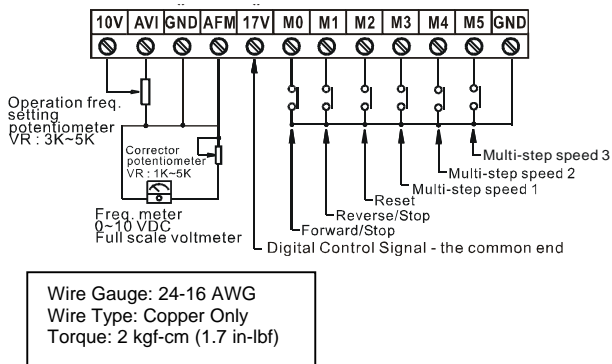 10V AVI GND AFM 17V M0 M1 M2 M3 M4 M5 GND
Operation freq.
setting
potentiometer
VR : 3K~5K
Corrector
potentiometer
VR : 1K~5K
Freq. meter
0~10 VDC
Full scale voltmeter
Multi-step speed 3
Multi-step speed 2
Multi-step speed 1
Reset
Reverse/Stop
Forward/Stop
Digital Control Signal - the common end
Wire Gauge: 24-16 AWG
Wire Type: Copper Only
Torque: 2 kgf-cm (1.7 in-lbf)